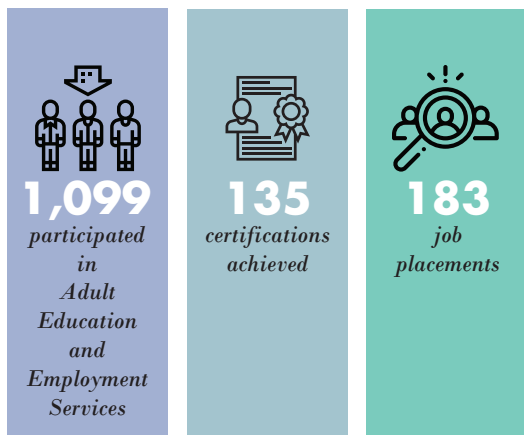 1,099
participated
in
Adult
Education
and
Employment
Services
135
certifications
achieved
183
job
placements